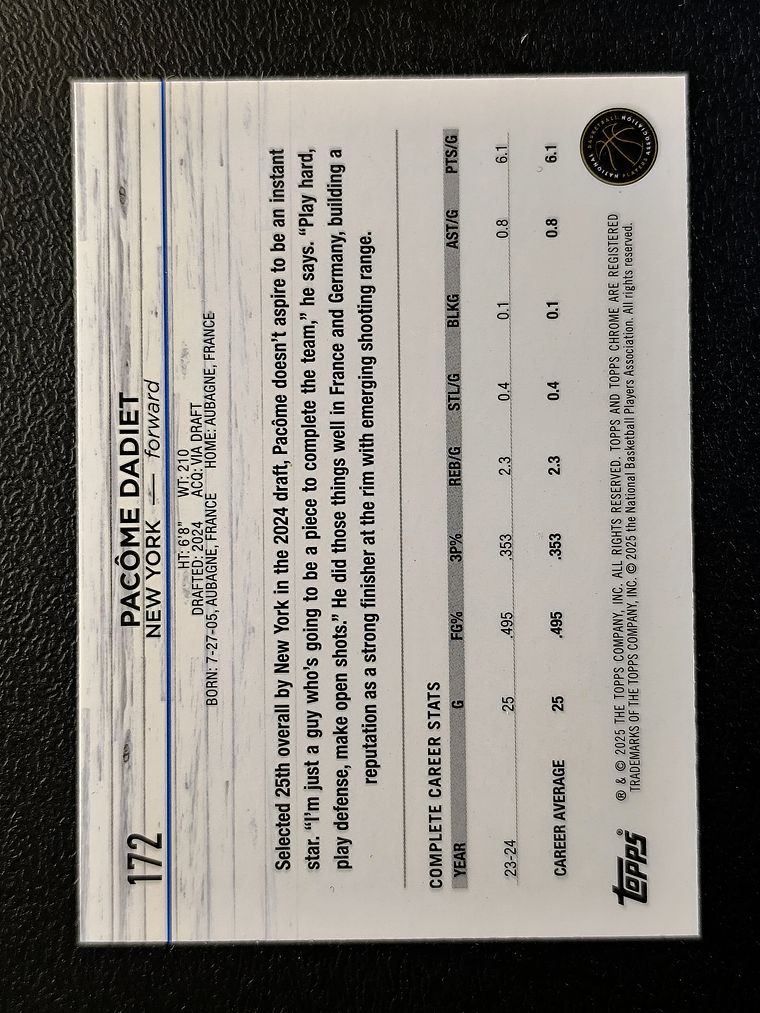 172
PACÔME DADIET
NEW YORK — forward
HT: 6'8" WT: 210
DRAFTED: 2024 ACQ: VIA DRAFT
BORN: 7-27-05, AUBAGNE, FRANCE HOME: AUBAGNE, FRANCE
Selected 25th overall by New York in the 2024 draft, Pacôme doesn't aspire to be an instant
star. "I'm just a guy who's going to be a piece to complete the team," he says. "Play hard,
play defense, make open shots." He did those things well in France and Germany, building a
reputation as a strong finisher at the rim with emerging shooting range.
COMPLETE CAREER STATS
YEAR G FG% 3P% REB/G STL/G BLKG AST/G PTS/G
23-24 25 .495 .353 2.3 0.4 0.1 0.8 6.1
CAREER AVERAGE 25 .495 .353 2.3 0.4 0.1 0.8 6.1
topps®
® & © 2025 THE TOPPS COMPANY, INC. ALL RIGHTS RESERVED. TOPPS AND TOPPS CHROME ARE REGISTERED
TRADEMARKS OF THE TOPPS COMPANY, INC. © 2025 the National Basketball Players Association. All rights reserved.
NATIONAL BASKETBALL PLAYERS ASSOCIATION